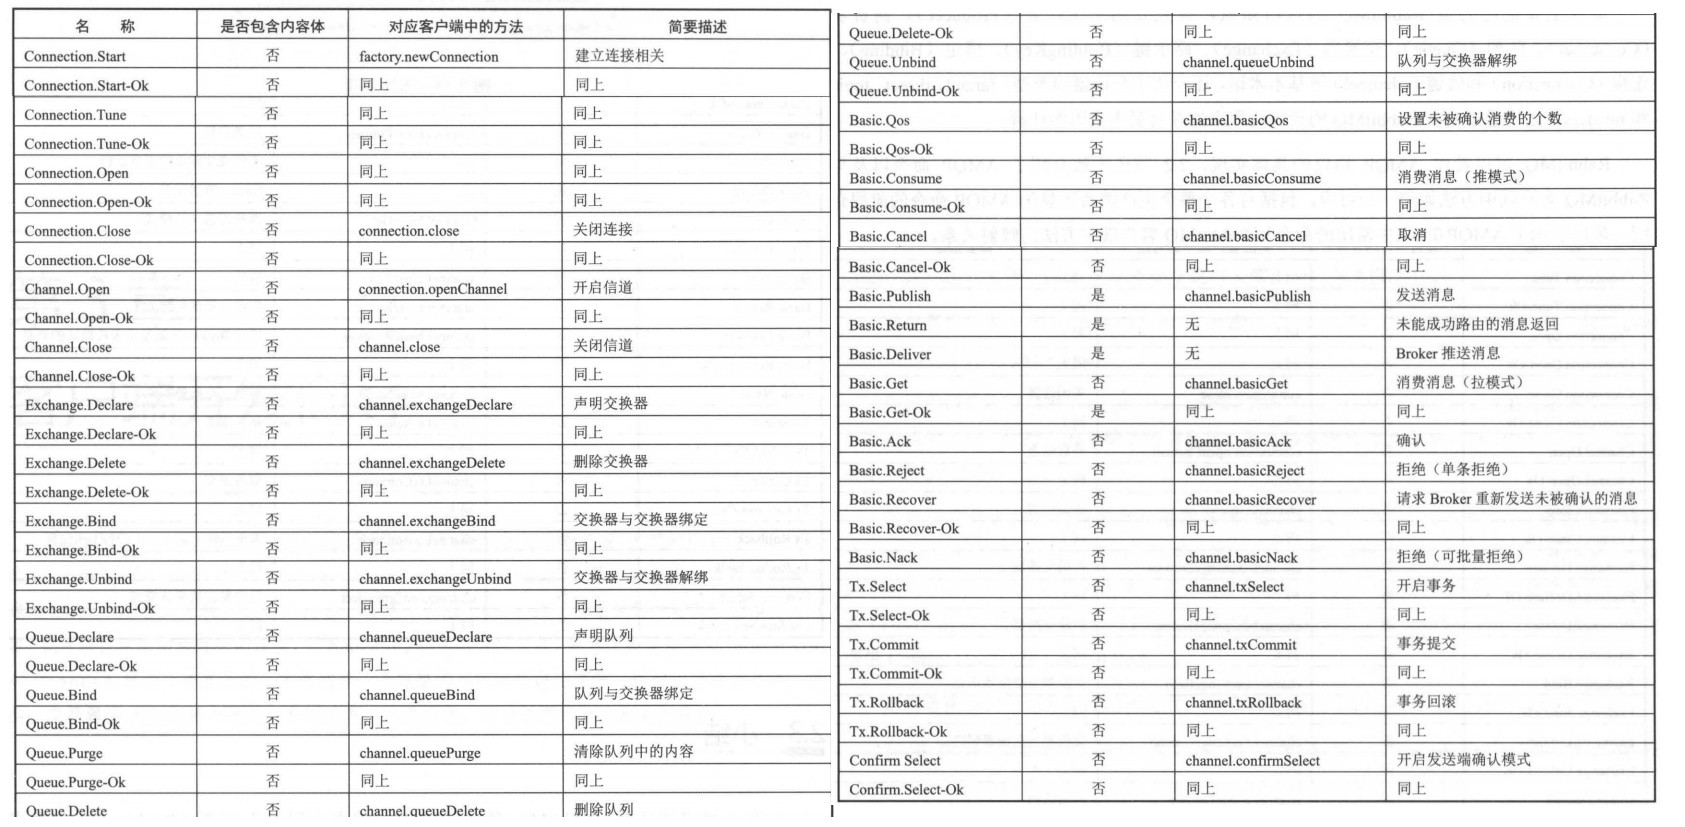 名 称 是否包含内容体 对应客户端中的方法 简要描述
Connection.Start 否 factory.newConnection 建立连接相关
Connection.Start-Ok 否 同上 同上
Connection.Tune 否 同上 同上
Connection.Tune-Ok 否 同上 同上
Connection.Open 否 同上 同上
Connection.Open-Ok 否 同上 同上
Connection.Close 否 connection.close 关闭连接
Connection.Close-Ok 否 同上 同上
Channel.Open 否 connection.openChannel 开启信道
Channel.Open-Ok 否 同上 同上
Channel.Close 否 channel.close 关闭信道
Channel.Close-Ok 否 同上 同上
Exchange.Declare 否 channel.exchangeDeclare 声明交换器
Exchange.Declare-Ok 否 同上 同上
Exchange.Delete 否 channel.exchangeDelete 删除交换器
Exchange.Delete-Ok 否 同上 同上
Exchange.Bind 否 channel.exchangeBind 交换器与交换器绑定
Exchange.Bind-Ok 否 同上 同上
Exchange.Unbind 否 channel.exchangeUnbind 交换器与交换器解绑
Exchange.Unbind-Ok 否 同上 同上
Queue.Declare 否 channel.queueDeclare 声明队列
Queue.Declare-Ok 否 同上 同上
Queue.Bind 否 channel.queueBind 队列与交换器绑定
Queue.Bind-Ok 否 同上 同上
Queue.Purge 否 channel.queuePurge 清除队列中的内容
Queue.Purge-Ok 否 同上 同上
Queue.Delete 否 channel.queueDelete 删除队列
Queue.Delete-Ok 否 同上 同上
Queue.Unbind 否 channel.queueUnbind 队列与交换器解绑
Queue.Unbind-Ok 否 同上 同上
Basic.Qos 否 channel.basicQos 设置未被确认消费的个数
Basic.Qos-Ok 否 同上 同上
Basic.Consume 否 channel.basicConsume 消费消息（推模式）
Basic.Consume-Ok 否 同上 同上
Basic.Cancel 否 channel.basicCancel 取消
Basic.Cancel-Ok 否 同上 同上
Basic.Publish 是 channel.basicPublish 发送消息
Basic.Return 是 无 未能成功路由的消息返回
Basic.Deliver 是 无 Broker 推送消息
Basic.Get 否 channel.basicGet 消费消息（拉模式）
Basic.Get-Ok 是 同上 同上
Basic.Ack 否 channel.basicAck 确认
Basic.Reject 否 channel.basicReject 拒绝（单条拒绝）
Basic.Recover 否 channel.basicRecover 请求 Broker 重新发送未被确认的消息
Basic.Recover-Ok 否 同上 同上
Basic.Nack 否 channel.basicNack 拒绝（可批量拒绝）
Tx.Select 否 channel.txSelect 开启事务
Tx.Select-Ok 否 同上 同上
Tx.Commit 否 channel.txCommit 事务提交
Tx.Commit-Ok 否 同上 同上
Tx.Rollback 否 channel.txRollback 事务回滚
Tx.Rollback-Ok 否 同上 同上
Confirm Select 否 channel.confirmSelect 开启发送端确认模式
Confirm.Select-Ok 否 同上 同上